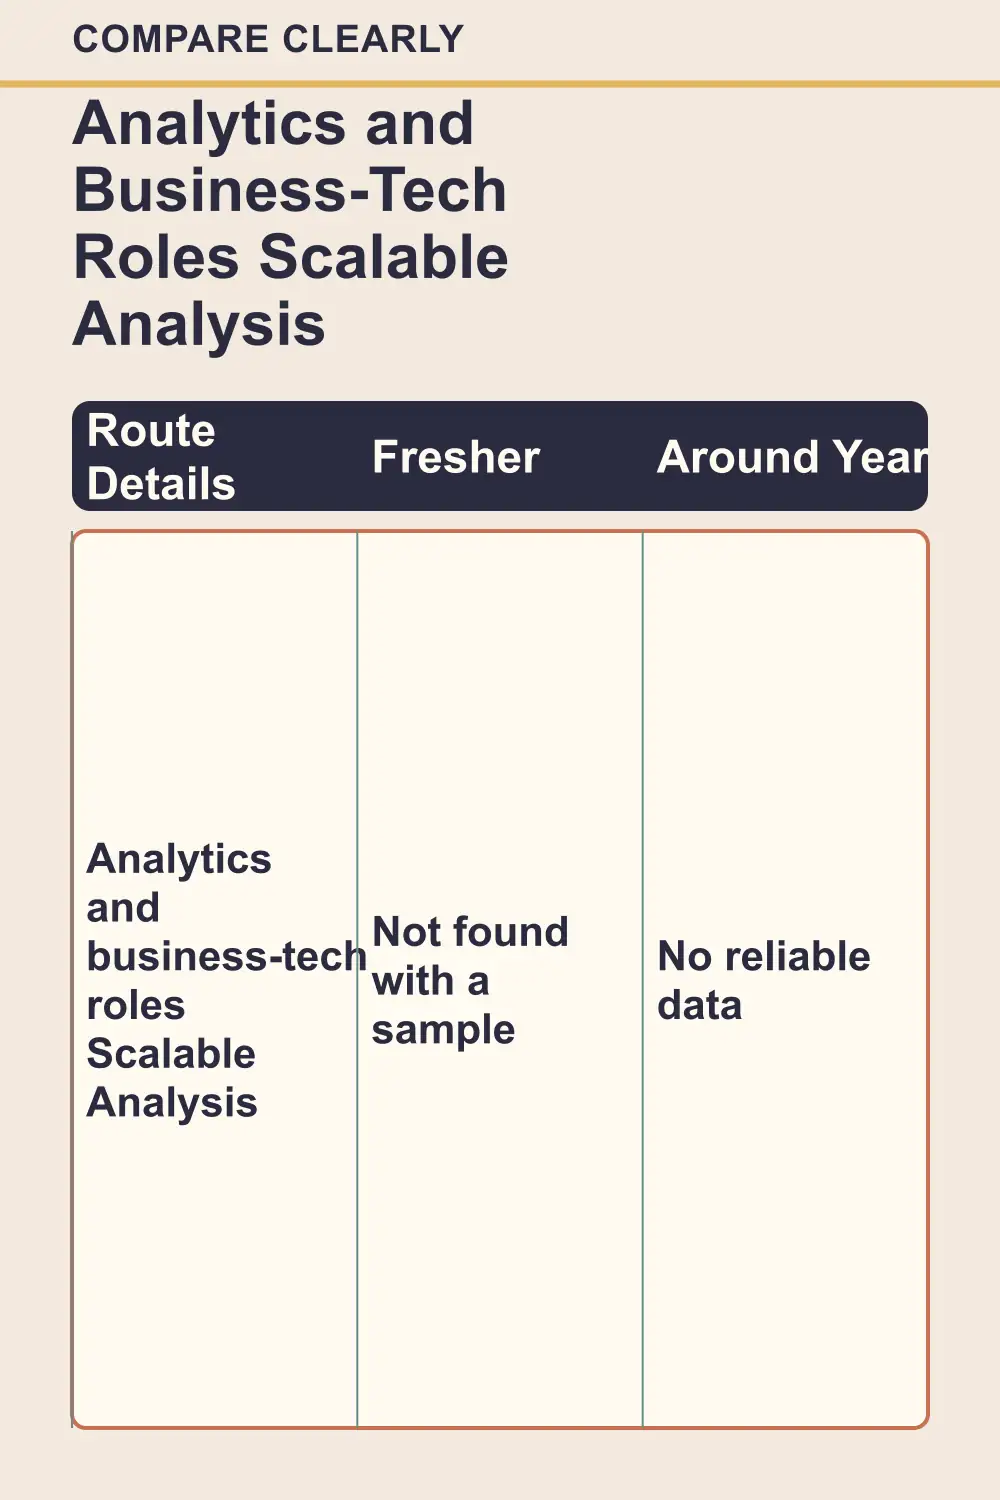 COMPARE CLEARLY
Analytics and
Business-Tech
Roles Scalable
Analysis
Route
Details
Fresher
Around Year
Analytics
and
business-tech
roles
Scalable
Analysis
Not found
with a
sample
No reliable
data